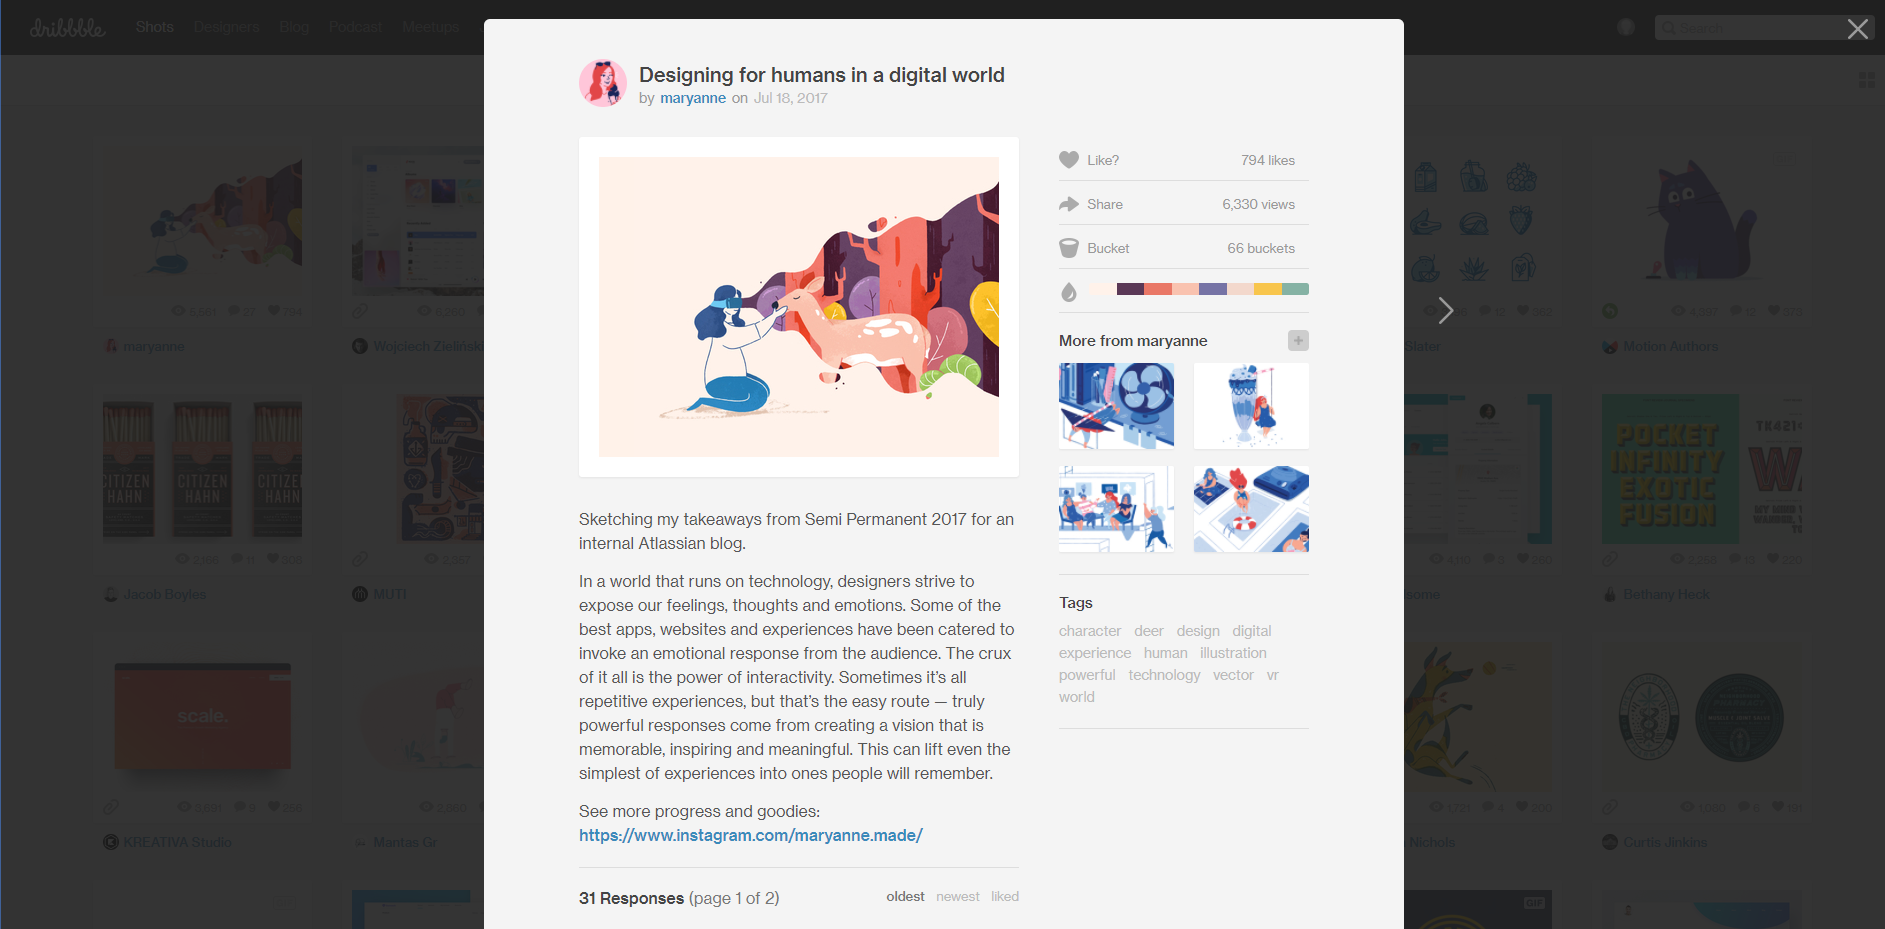 dribbble
Shots Designers Blog Podcast Meetups
Search
Designing for humans in a digital world
by maryanne on Jul 18, 2017
Like? 794 likes
Share 6,330 views
Bucket 66 buckets
More from maryanne
Tags
character deer design digital
experience human illustration
powerful technology vector vr
world
Sketching my takeaways from Semi Permanent 2017 for an
internal Atlassian blog.
In a world that runs on technology, designers strive to
expose our feelings, thoughts and emotions. Some of the
best apps, websites and experiences have been catered to
invoke an emotional response from the audience. The crux
of it all is the power of interactivity. Sometimes it's all
repetitive experiences, but that's the easy route — truly
powerful responses come from creating a vision that is
memorable, inspiring and meaningful. This can lift even the
simplest of experiences into ones people will remember.
See more progress and goodies:
https://www.instagram.com/maryanne.made/
31 Responses (page 1 of 2) oldest newest liked
maryanne
Wojciech Zieliński
Slater
Motion Authors
CITIZEN HAHN
CITIZEN HAHN
POCKET
INFINITY
EXOTIC
FUSION
Jacob Boyles
MUTI
Bethany Heck
scale.
KREATIVA Studio
Mantas Gr
Nichols
Curtis Jinkins
GIF